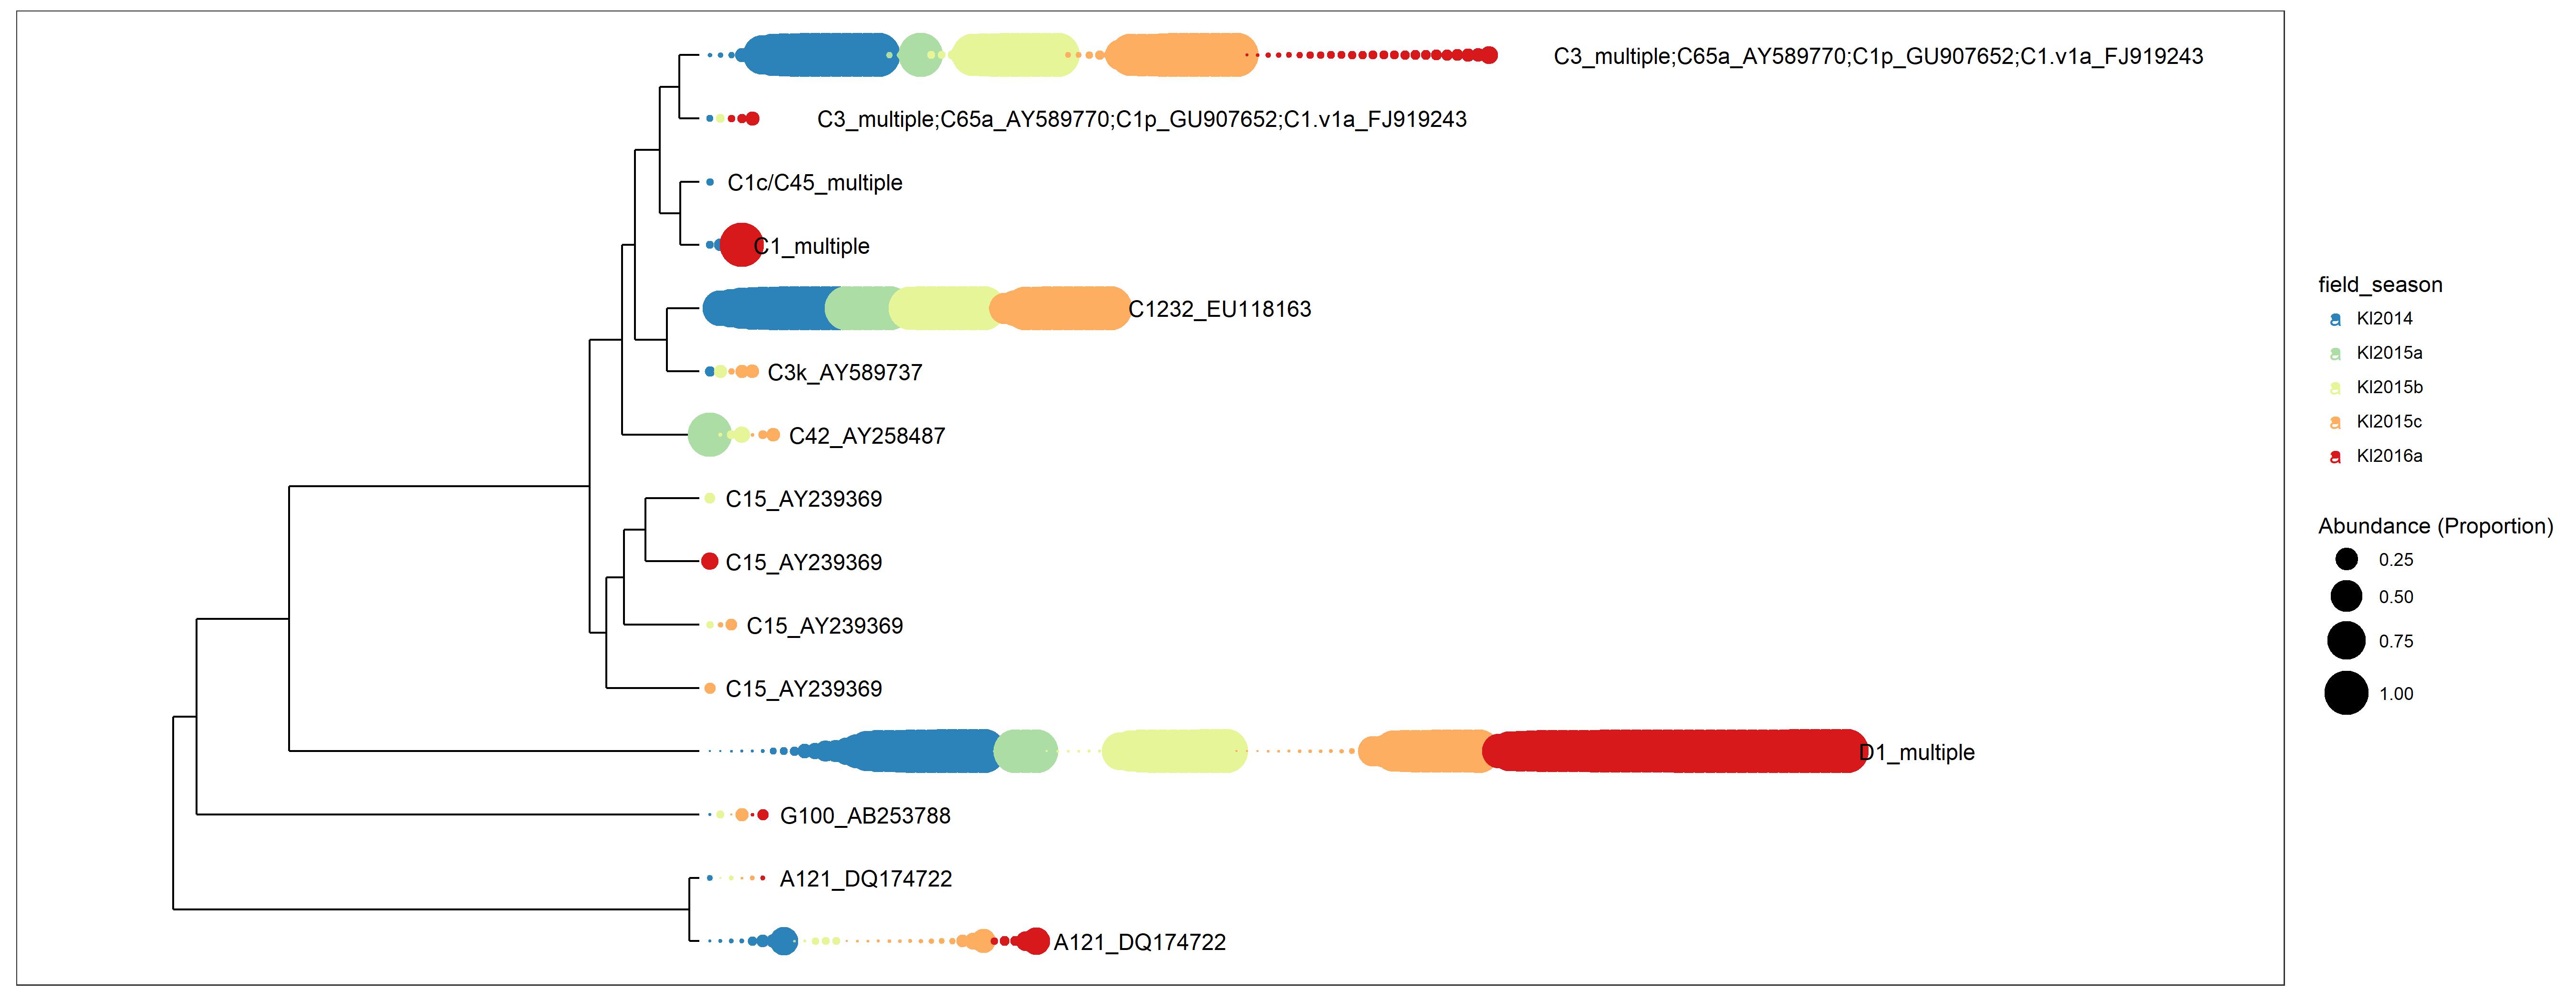 C3_multiple;C65a_AY589770;C1p_GU907652;C1.v1a_FJ919243
C3_multiple;C65a_AY589770;C1p_GU907652;C1.v1a_FJ919243
C1c/C45_multiple
C1_multiple
C1232_EU118163
C3k_AY589737
C42_AY258487
C15_AY239369
C15_AY239369
C15_AY239369
C15_AY239369
D1_multiple
G100_AB253788
A121_DQ174722
A121_DQ174722
field_season
a KI2014
a KI2015a
a KI2015b
a KI2015c
a KI2016a
Abundance (Proportion)
0.25
0.50
0.75
1.00